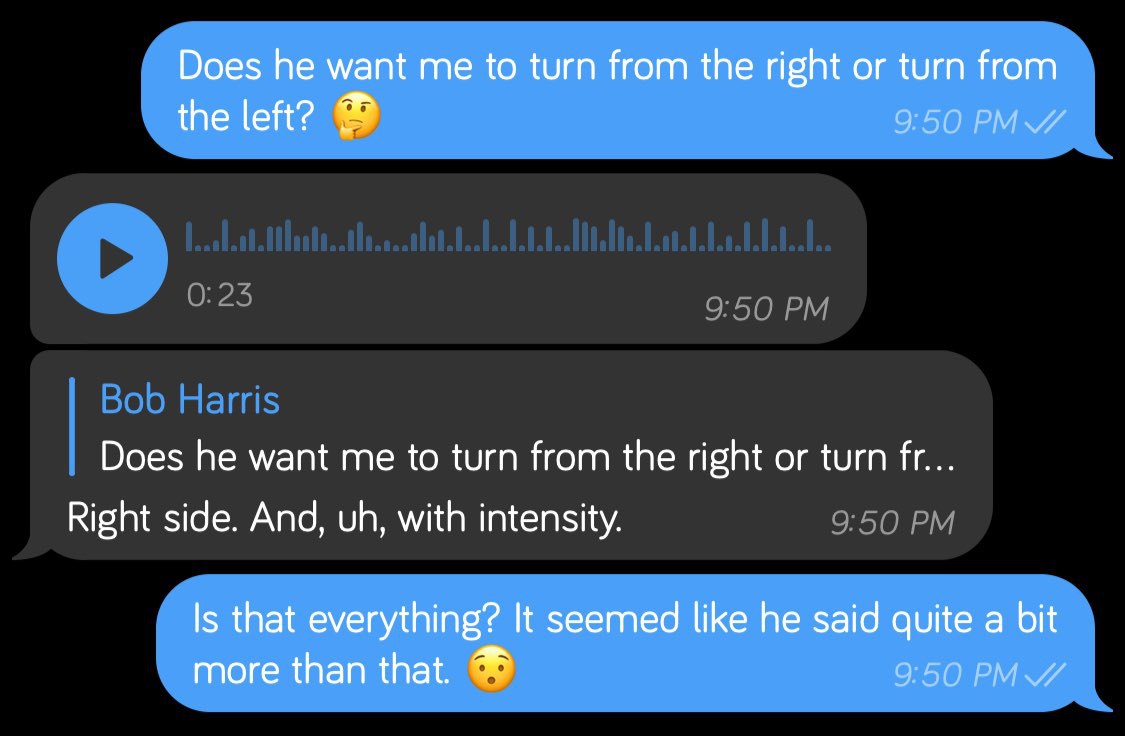 Does he want me to turn from the right or turn from
the left? 🤔
9:50 PM
0:23
9:50 PM
Bob Harris
Does he want me to turn from the right or turn fr...
Right side. And, uh, with intensity.
9:50 PM
Is that everything? It seemed like he said quite a bit
more than that. 😯
9:50 PM